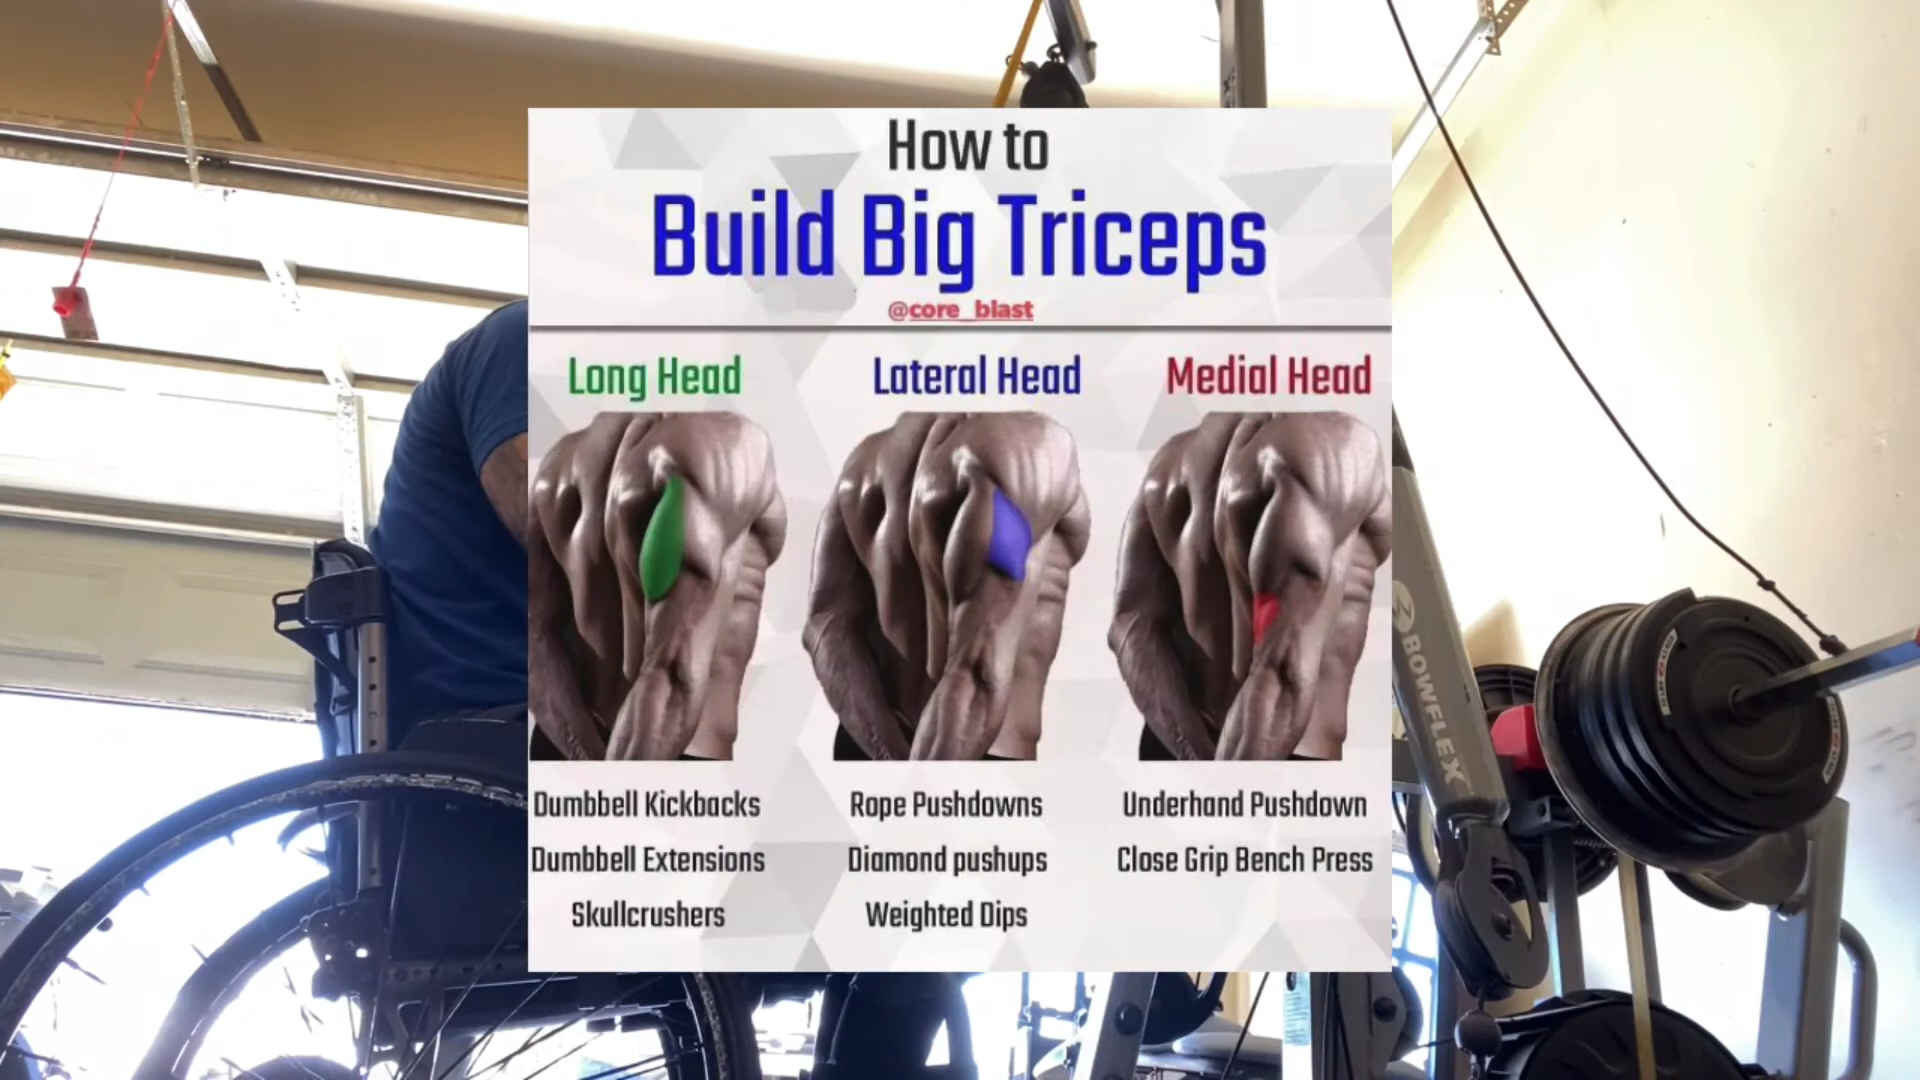 How to
Build Big Triceps
@core_blast
Long Head
Lateral Head
Medial Head
Dumbbell Kickbacks
Dumbbell Extensions
Skullcrushers
Rope Pushdowns
Diamond pushups
Weighted Dips
Underhand Pushdown
Close Grip Bench Press
BOWFLEX